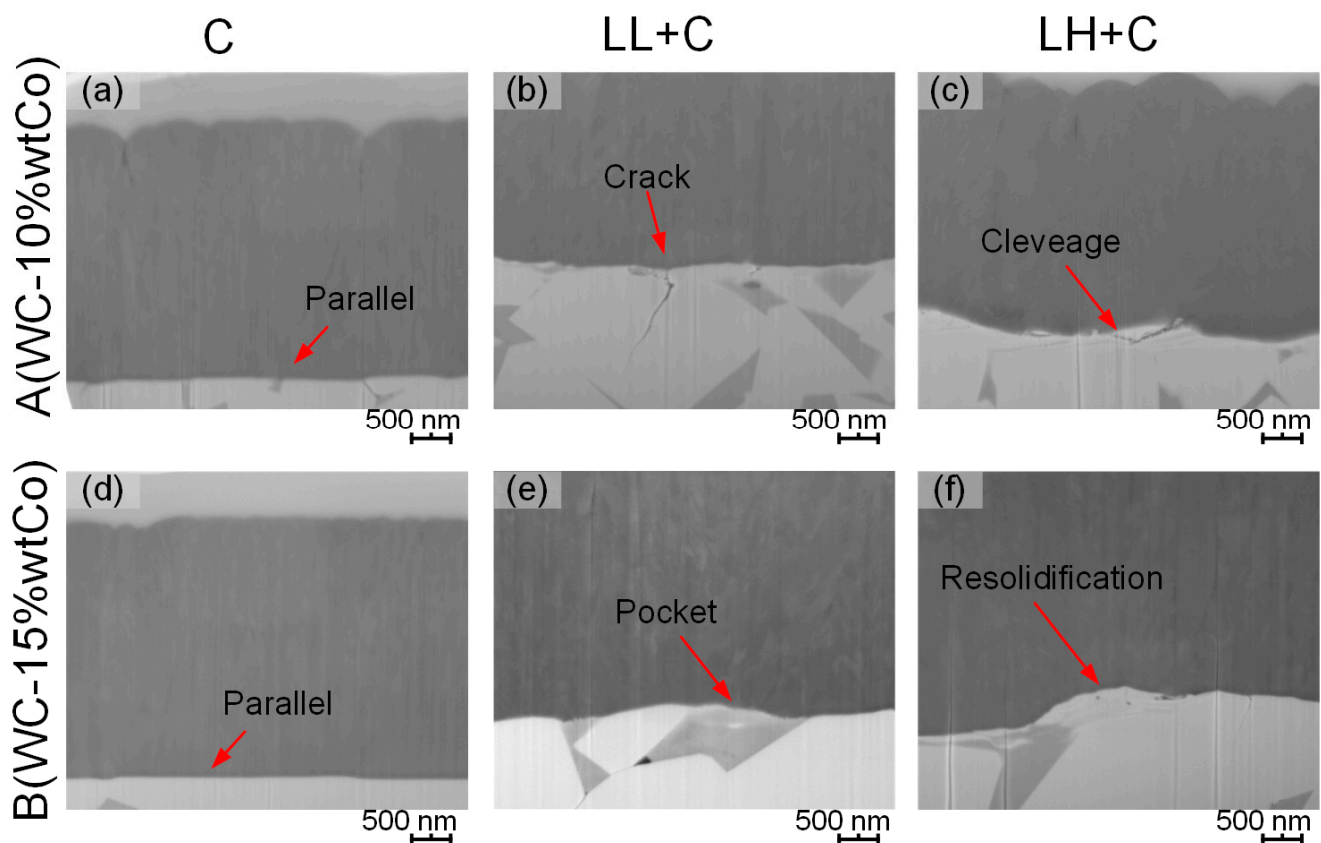 C
LL+C
LH+C
A(WC-10%wtCo)
(a)
Parallel
500 nm
(b)
Crack
500 nm
(c)
Cleveage
500 nm
B(WC-15%wtCo)
(d)
Parallel
500 nm
(e)
Pocket
500 nm
(f)
Resolidification
500 nm